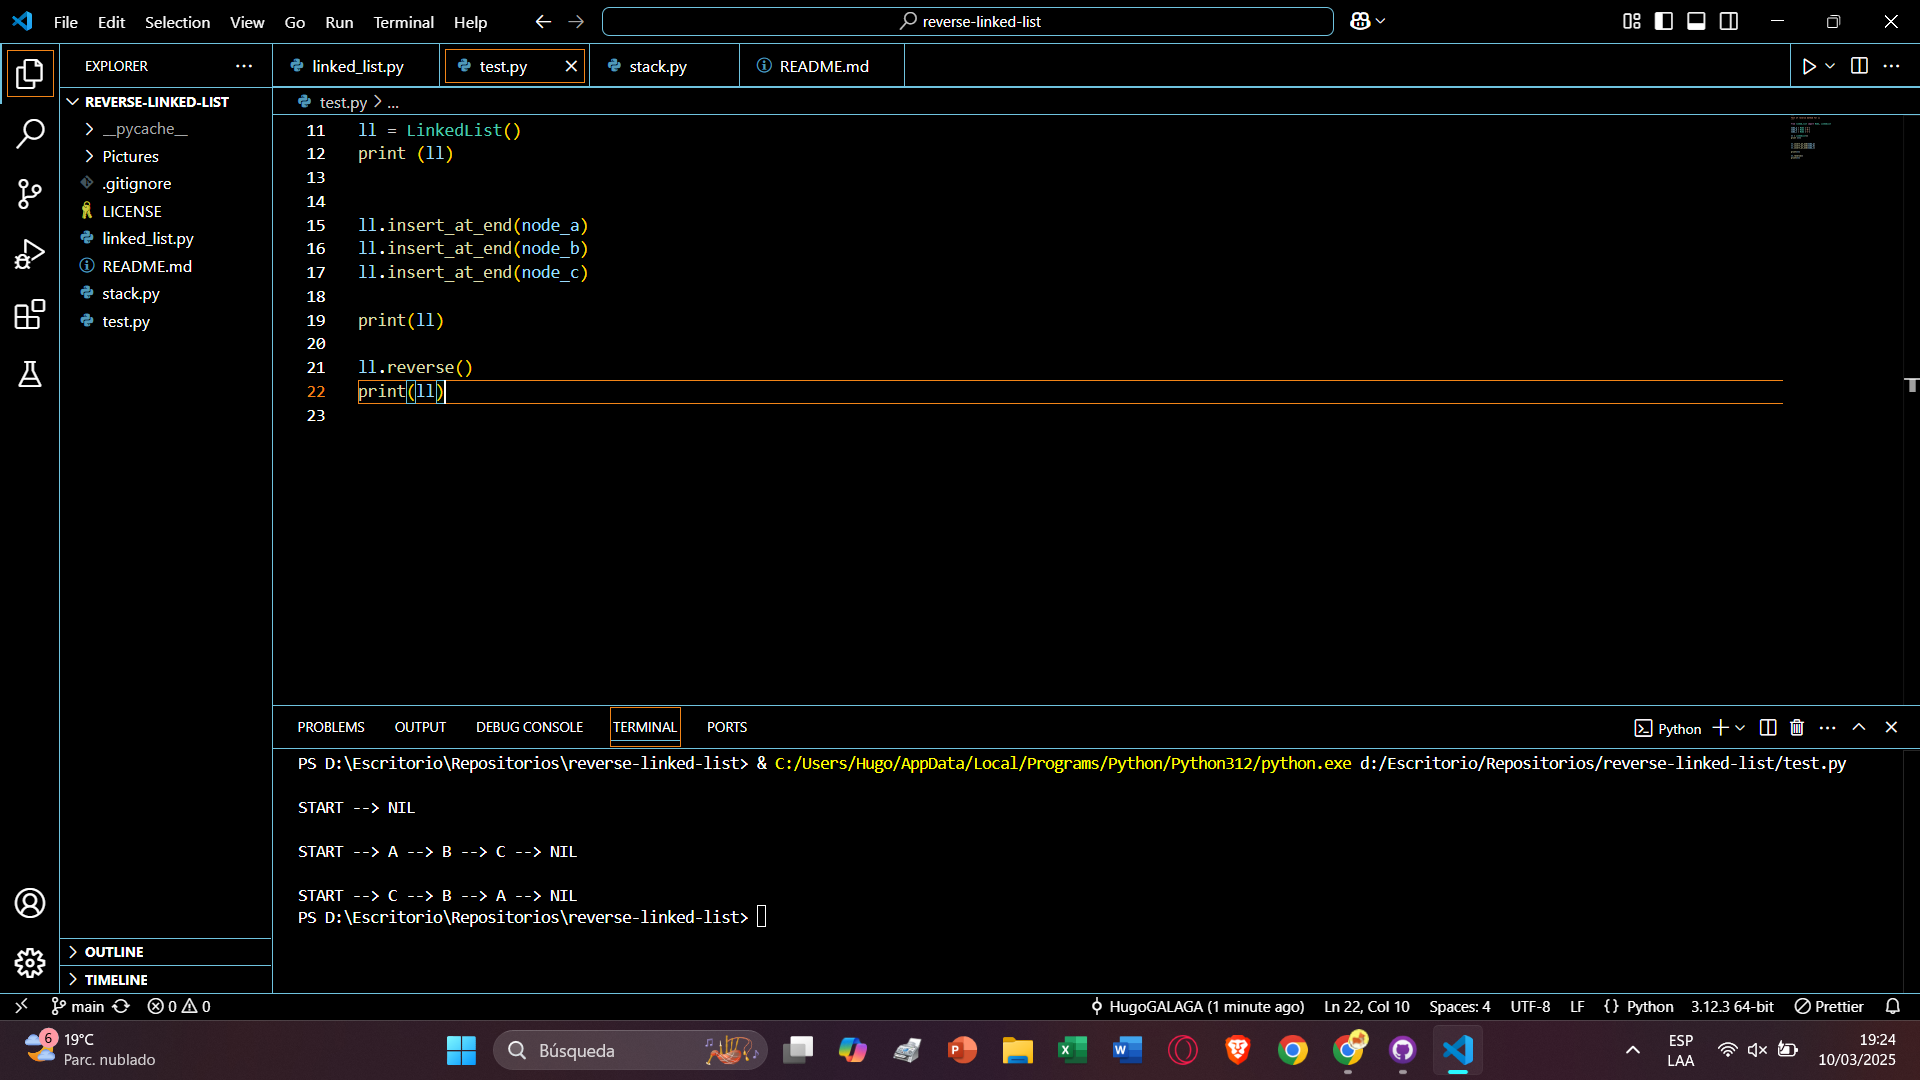 File Edit Selection View Go Run Terminal Help
reverse-linked-list
EXPLORER
linked_list.py
test.py
stack.py
README.md
REVERSE-LINKED-LIST
__pycache__
Pictures
.gitignore
LICENSE
linked_list.py
README.md
stack.py
test.py
OUTLINE
TIMELINE
test.py > ...
11 ll = LinkedList()
12 print (ll)
13
14
15 ll.insert_at_end(node_a)
16 ll.insert_at_end(node_b)
17 ll.insert_at_end(node_c)
18
19 print(ll)
20
21 ll.reverse()
22 print(ll)
23
PROBLEMS OUTPUT DEBUG CONSOLE TERMINAL PORTS
Python
PS D:\Escritorio\Repositorios\reverse-linked-list> & C:/Users/Hugo/AppData/Local/Programs/Python/Python312/python.exe d:/Escritorio/Repositorios/reverse-linked-list/test.py
START --> NIL
START --> A --> B --> C --> NIL
START --> C --> B --> A --> NIL
PS D:\Escritorio\Repositorios\reverse-linked-list>
main 0 0 HugoGALAGA (1 minute ago) Ln 22, Col 10 Spaces: 4 UTF-8 LF {} Python 3.12.3 64-bit Prettier
6
19°C
Parc. nublado
Búsqueda
ESP
LAA
19:24
10/03/2025